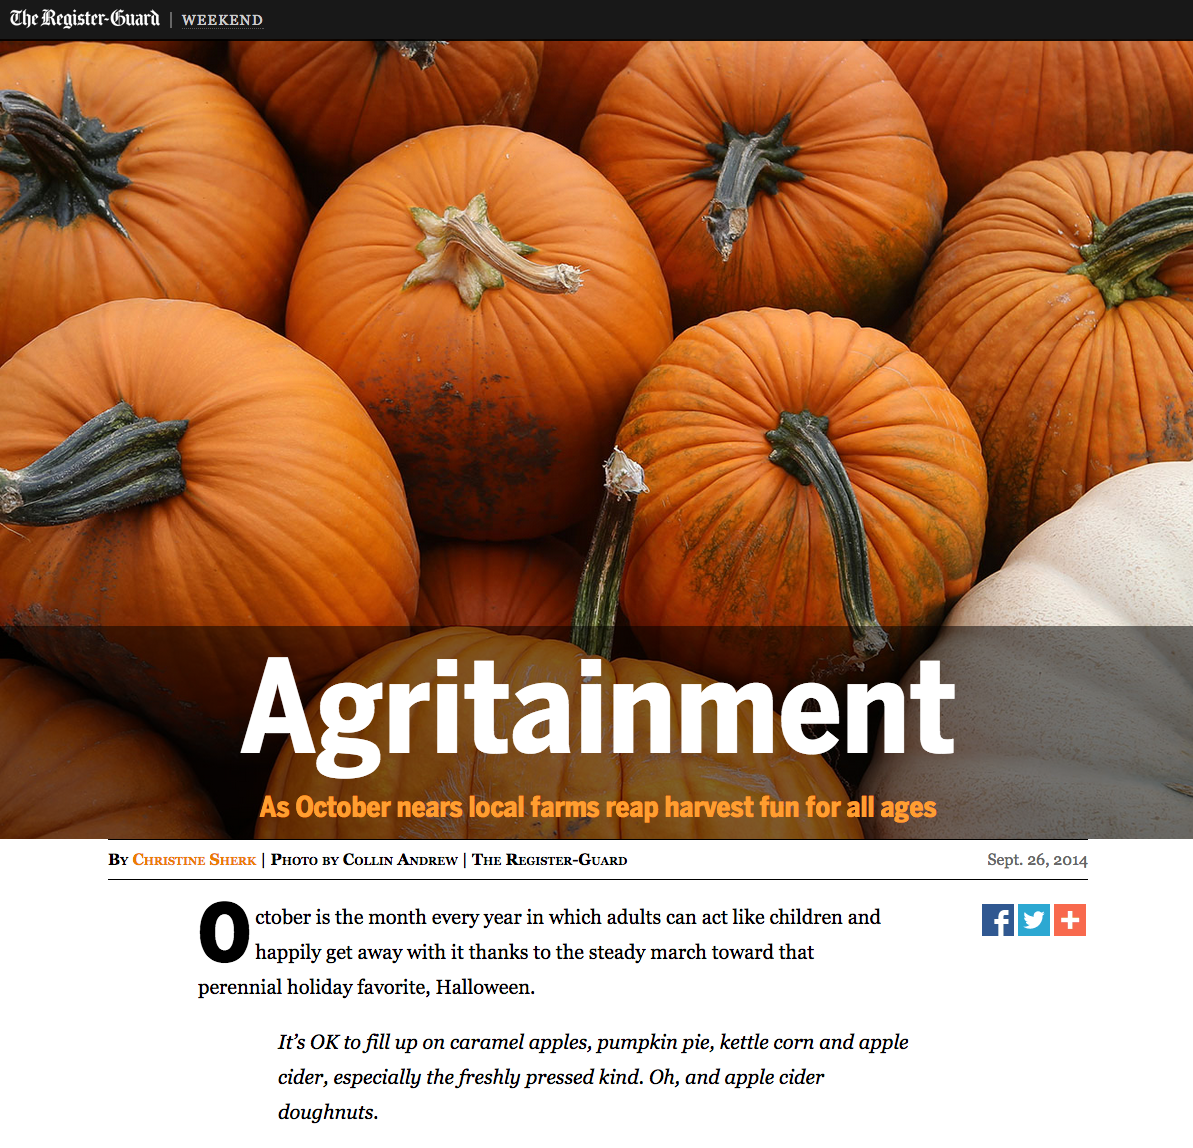 The Register-Guard | WEEKEND
Agritainment
As October nears local farms reap harvest fun for all ages
By Christine Sherk | Photo by Collin Andrew | The Register-Guard
Sept. 26, 2014
October is the month every year in which adults can act like children and
happily get away with it thanks to the steady march toward that
perennial holiday favorite, Halloween.
It’s OK to fill up on caramel apples, pumpkin pie, kettle corn and apple
cider, especially the freshly pressed kind. Oh, and apple cider
doughnuts.